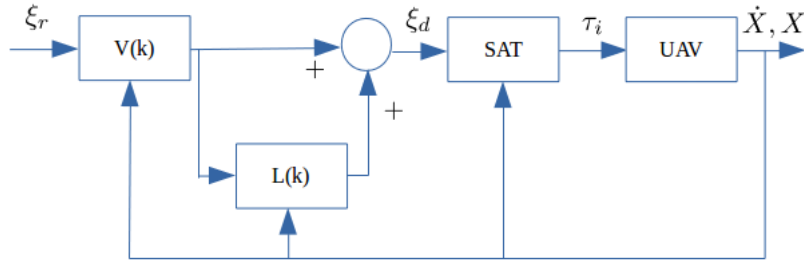 ξ_r
V(k)
+
ξ_d
SAT
τ_i
UAV
Ẋ, X
+
L(k)